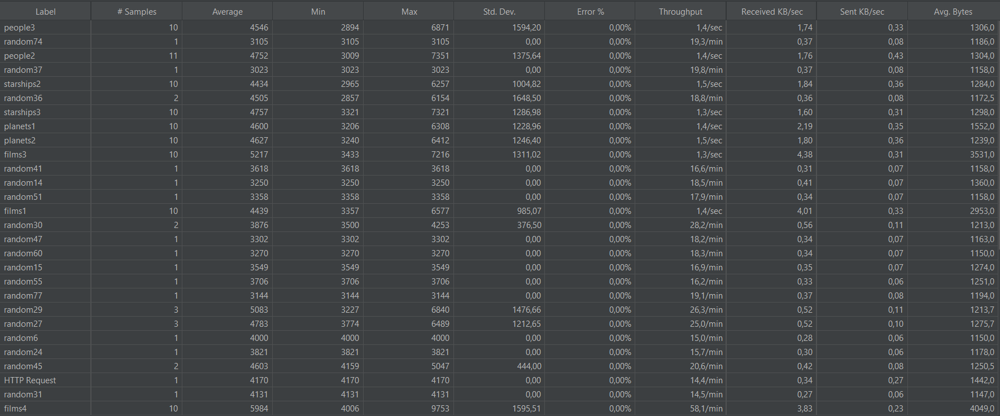 Label # Samples Average Min Max Std. Dev. Error % Throughput Received KB/sec Sent KB/sec Avg. Bytes
people3 10 4546 2894 6871 1594,20 0,00% 1,4/sec 1,74 0,33 1306,0
random74 1 3105 3105 3105 0,00 0,00% 19,3/min 0,37 0,08 1186,0
people2 11 4752 3009 7351 1375,64 0,00% 1,4/sec 1,76 0,43 1304,0
random37 1 3023 3023 3023 0,00 0,00% 19,8/min 0,37 0,08 1158,0
starships2 10 4434 2965 6257 1004,82 0,00% 1,5/sec 1,84 0,36 1284,0
random36 2 4505 2857 6154 1648,50 0,00% 18,8/min 0,36 0,08 1172,5
starships3 10 4757 3321 7321 1286,98 0,00% 1,3/sec 1,60 0,31 1298,0
planets1 10 4600 3206 6308 1228,96 0,00% 1,4/sec 2,19 0,35 1552,0
planets2 10 4627 3240 6412 1246,40 0,00% 1,5/sec 1,80 0,36 1239,0
films3 10 5217 3433 7216 1311,02 0,00% 1,3/sec 4,38 0,31 3531,0
random41 1 3618 3618 3618 0,00 0,00% 16,6/min 0,31 0,07 1158,0
random14 1 3250 3250 3250 0,00 0,00% 18,5/min 0,41 0,07 1360,0
random51 1 3358 3358 3358 0,00 0,00% 17,9/min 0,34 0,07 1158,0
films1 10 4439 3357 6577 985,07 0,00% 1,4/sec 4,01 0,33 2953,0
random30 2 3876 3500 4253 376,50 0,00% 28,2/min 0,56 0,11 1213,0
random47 1 3302 3302 3302 0,00 0,00% 18,2/min 0,34 0,07 1163,0
random60 1 3270 3270 3270 0,00 0,00% 18,3/min 0,34 0,07 1150,0
random15 1 3549 3549 3549 0,00 0,00% 16,9/min 0,35 0,07 1274,0
random55 1 3706 3706 3706 0,00 0,00% 16,2/min 0,33 0,06 1251,0
random77 1 3144 3144 3144 0,00 0,00% 19,1/min 0,37 0,08 1194,0
random29 3 5083 3227 6840 1476,66 0,00% 26,3/min 0,52 0,11 1213,7
random27 3 4783 3774 6489 1212,65 0,00% 25,0/min 0,52 0,10 1275,7
random6 1 4000 4000 4000 0,00 0,00% 15,0/min 0,28 0,06 1150,0
random24 1 3821 3821 3821 0,00 0,00% 15,7/min 0,30 0,06 1178,0
random45 2 4603 4159 5047 444,00 0,00% 20,6/min 0,42 0,08 1250,5
HTTP Request 1 4170 4170 4170 0,00 0,00% 14,4/min 0,34 0,27 1442,0
random31 1 4131 4131 4131 0,00 0,00% 14,5/min 0,27 0,06 1147,0
films4 10 5984 4006 9753 1595,51 0,00% 58,1/min 3,83 0,23 4049,0